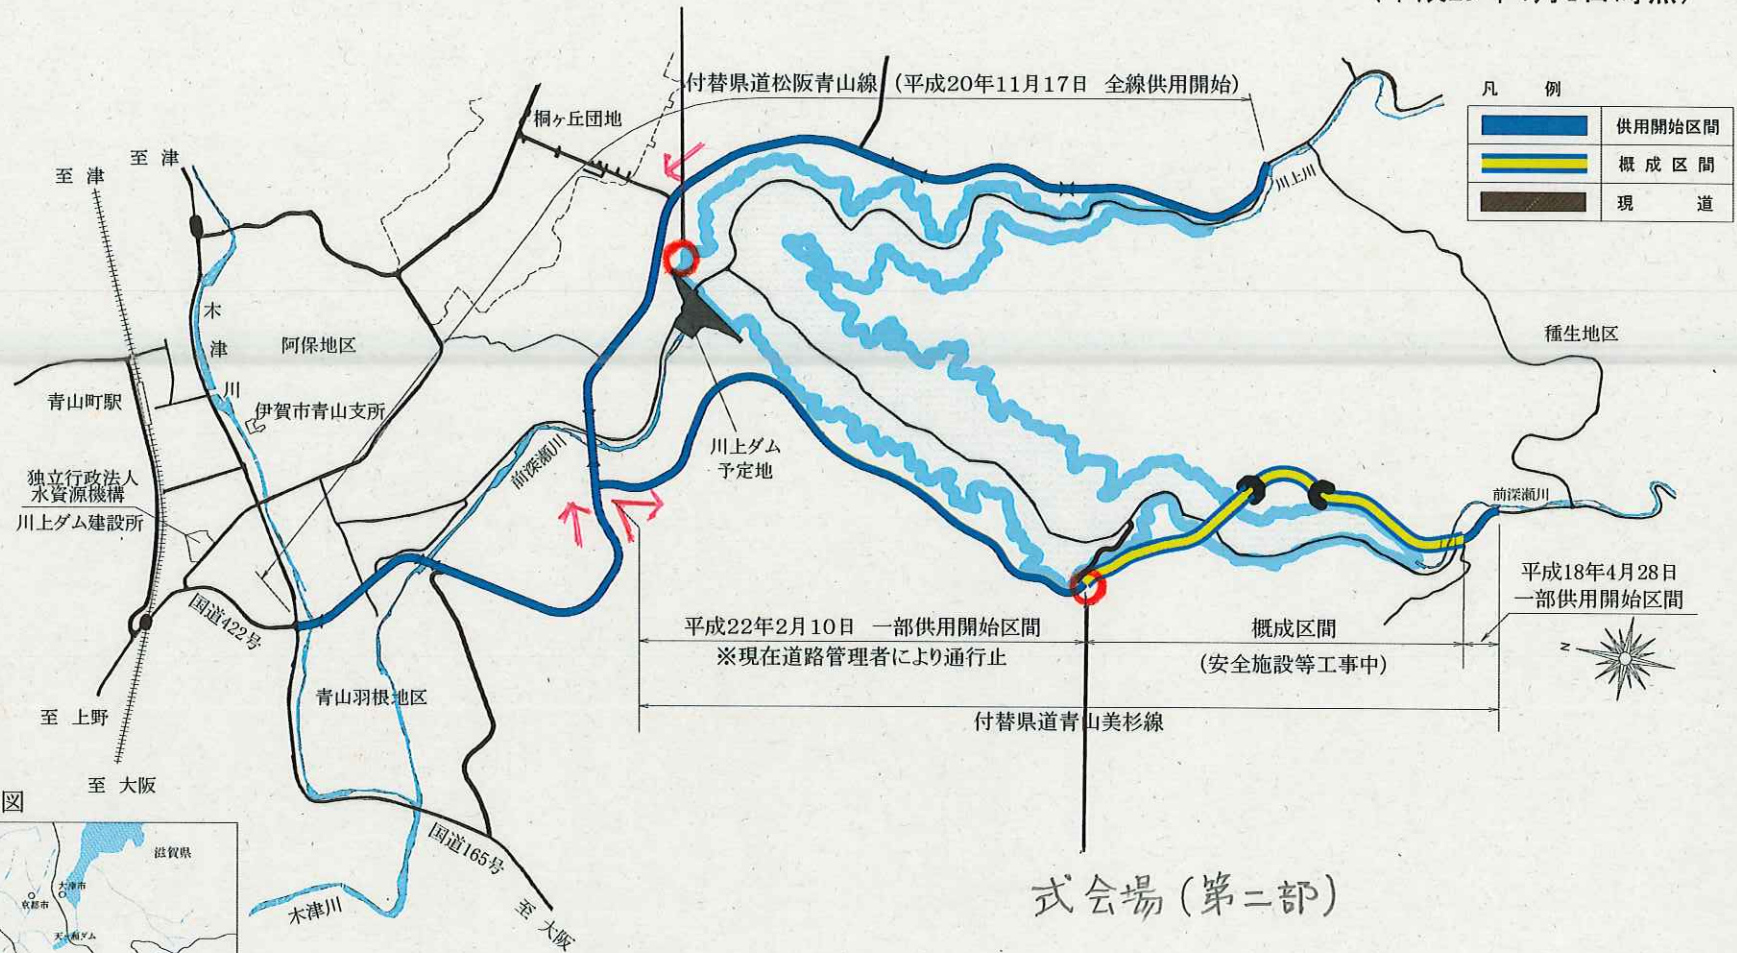 付替県道松阪青山線 (平成20年11月17日 全線供用開始)
凡 例
供用開始区間
概成区間
現 道
桐ヶ丘団地
至 津
至 津
川上川
木津川
阿保地区
種生地区
青山町駅
伊賀市青山支所
川上ダム
予定地
前深瀬川
独立行政法人
水資源機構
川上ダム建設所
前深瀬川
平成18年4月28日
一部供用開始区間
国道422号
平成22年2月10日 一部供用開始区間
※現在道路管理者により通行止
概成区間
(安全施設等工事中)
N
青山羽根地区
至 上野
付替県道青山美杉線
至 大阪
図
国道165号
滋賀県
大津市
京都市
天ヶ瀬ダム
木津川
至 大阪
式会場(第二部)